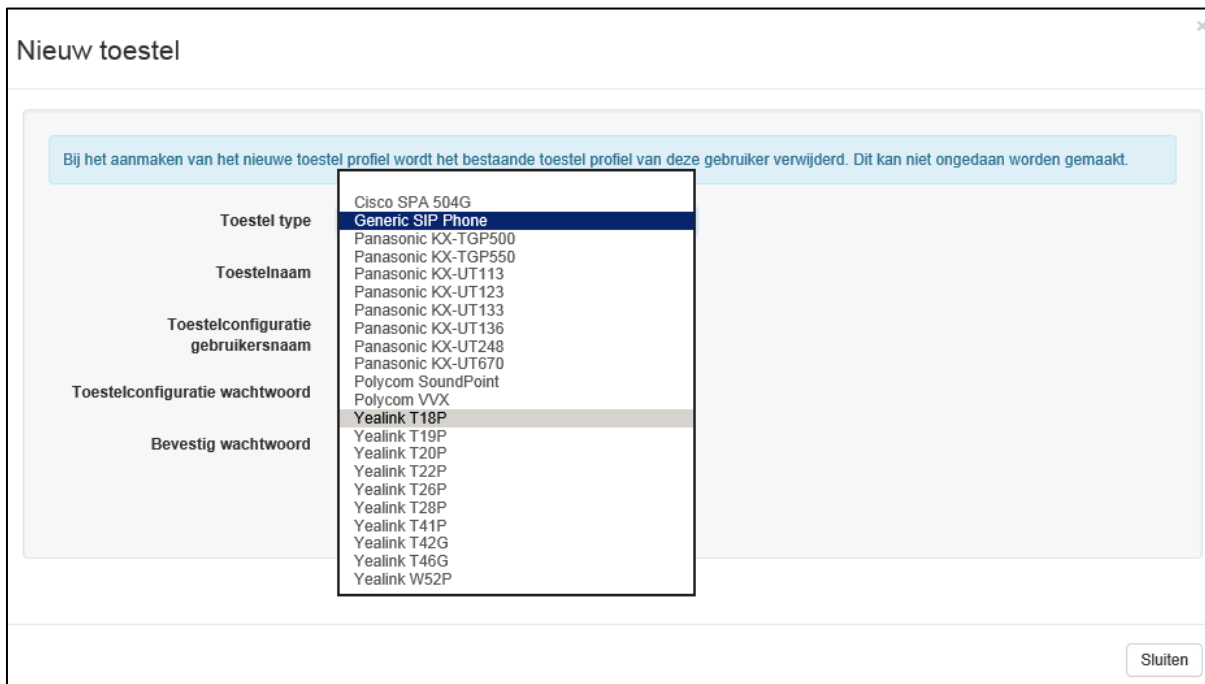 ×
Nieuw toestel
Bij het aanmaken van het nieuwe toestel profiel wordt het bestaande toestel profiel van deze gebruiker verwijderd. Dit kan niet ongedaan worden gemaakt.
Toestel type
Toestelnaam
Toestelconfiguratie
gebruikersnaam
Toestelconfiguratie wachtwoord
Bevestig wachtwoord
Cisco SPA 504G
Generic SIP Phone
Panasonic KX-TGP500
Panasonic KX-TGP550
Panasonic KX-UT113
Panasonic KX-UT123
Panasonic KX-UT133
Panasonic KX-UT136
Panasonic KX-UT248
Panasonic KX-UT670
Polycom SoundPoint
Polycom VVX
Yealink T18P
Yealink T19P
Yealink T20P
Yealink T22P
Yealink T26P
Yealink T28P
Yealink T41P
Yealink T42G
Yealink T46G
Yealink W52P
Sluiten